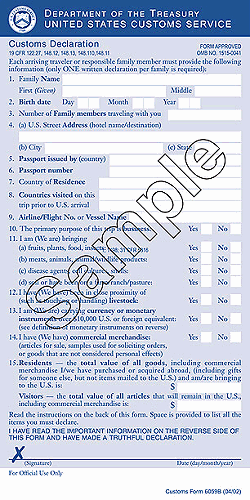 DEPARTMENT OF THE TREASURY
UNITED STATES CUSTOMS SERVICE
Customs Declaration
19 CFR 122.27, 148.12, 148.13, 148.110, 148.11
FORM APPROVED
OMB NO. 1515-0041
Each arriving traveler or responsible family member must provide the following
information (only ONE written declaration per family is required):
1. Family Name
First (Given) Middle
2. Birth date Day Month Year
3. Number of Family members traveling with you
4. (a) U.S. Street Address (hotel name/destination)
(b) City (c) State
5. Passport issued by (country)
6. Passport number
7. Country of Residence
8. Countries visited on this
trip prior to U.S. arrival
9. Airline/Flight No. or Vessel Name
10. The primary purpose of this trip is business: Yes No
11. I am (We are) bringing
(a) fruits, plants, food, insects: Yes No
(b) meats, animals, animal/wildlife products: Yes No
(c) disease agents, cell cultures, snails: Yes No
(d) soil or have been on a farm/ranch/pasture: Yes No
12. I have (We have) been in close proximity of
(such as touching or handling) livestock: Yes No
13. I am (We are) carrying currency or monetary
instruments over $10,000 U.S. or foreign equivalent: Yes No
(see definition of monetary instruments on reverse)
14. I have (We have) commercial merchandise: Yes No
(articles for sale, samples used for soliciting orders,
or goods that are not considered personal effects)
15. Residents — the total value of all goods, including commercial
merchandise I/we have purchased or acquired abroad, (including gifts
for someone else, but not items mailed to the U.S.) and am/are bringing
to the U.S. is: $
Visitors — the total value of all articles that will remain in the U.S.,
including commercial merchandise is: $
Read the instructions on the back of this form. Space is provided to list all the
items you must declare.
I HAVE READ THE IMPORTANT INFORMATION ON THE REVERSE SIDE OF
THIS FORM AND HAVE MADE A TRUTHFUL DECLARATION.
X
(Signature) Date (day/month/year)
For Official Use Only
Customs Form 6059B (04/02)
Sample